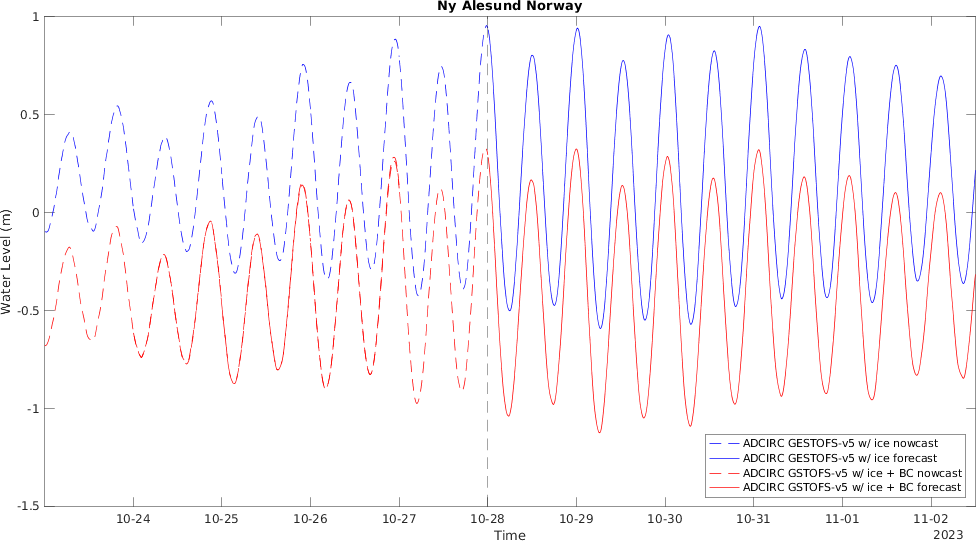 Ny Alesund Norway
Water Level (m)
1
0.5
0
-0.5
-1
-1.5
10-24 10-25 10-26 10-27 10-28 10-29 10-30 10-31 11-01 11-02
Time
2023
ADCIRC GESTOFS-v5 w/ ice nowcast
ADCIRC GESTOFS-v5 w/ ice forecast
ADCIRC GSTOFS-v5 w/ ice + BC nowcast
ADCIRC GSTOFS-v5 w/ ice + BC forecast